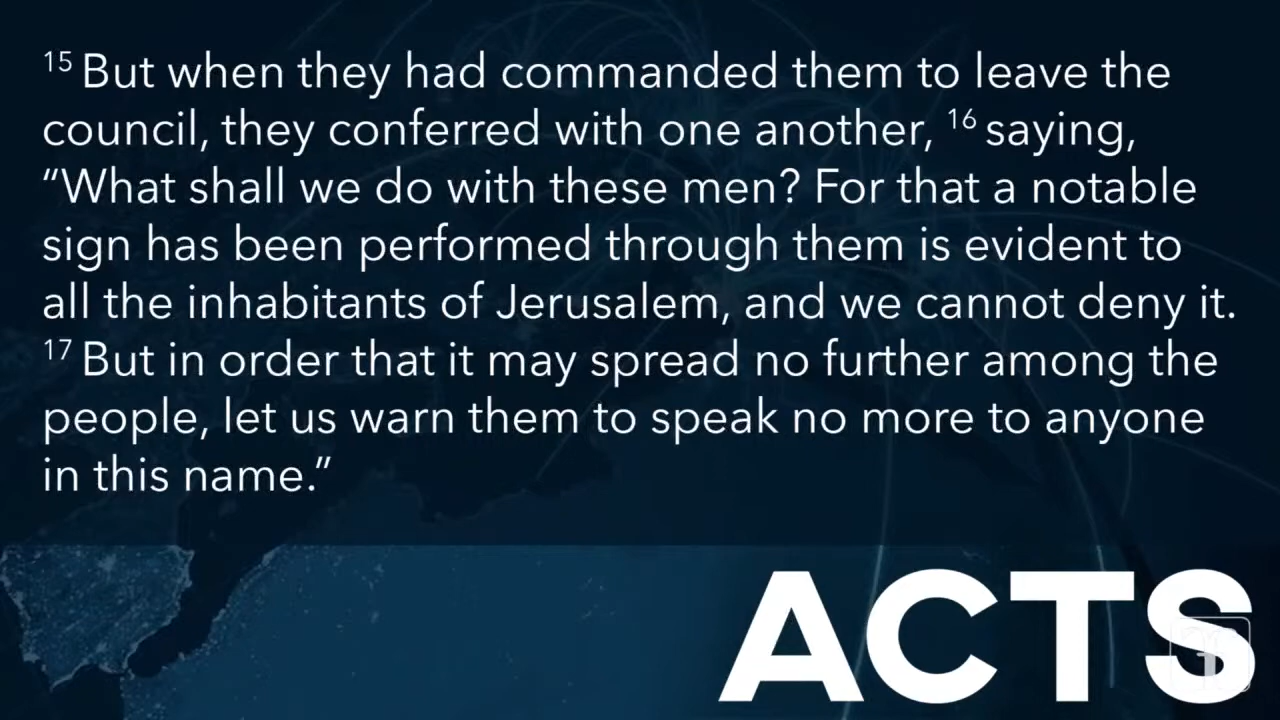 15 But when they had commanded them to leave the
council, they conferred with one another, 16 saying,
“What shall we do with these men? For that a notable
sign has been performed through them is evident to
all the inhabitants of Jerusalem, and we cannot deny it.
17 But in order that it may spread no further among the
people, let us warn them to speak no more to anyone
in this name.”
ACTS